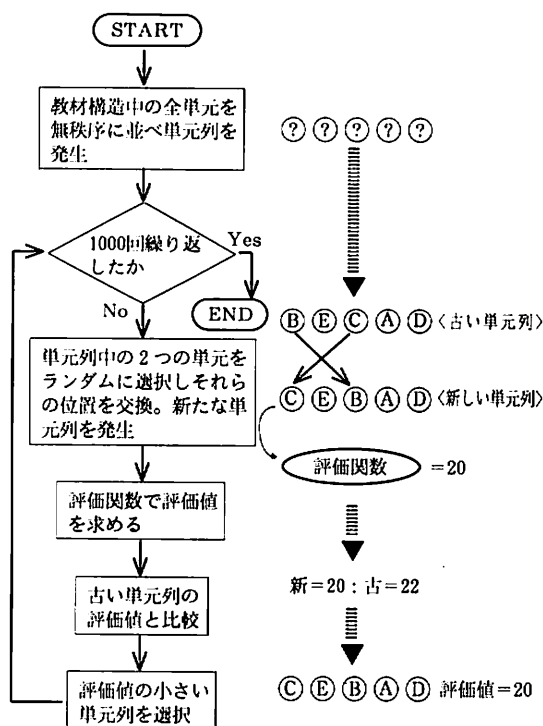 START
教材構造中の全単元を
無秩序に並べ単元列を
発生
? ? ? ? ?
1000回繰り返
したか
Yes
No
END
B E C A D 〈古い単元列〉
単元列中の2つの単元を
ランダムに選択しそれら
の位置を交換。新たな単
元列を発生
C E B A D 〈新しい単元列〉
評価関数 =20
評価関数で評価値
を求める
新=20：古=22
古い単元列の
評価値と比較
評価値の小さい
単元列を選択
C E B A D 評価値=20